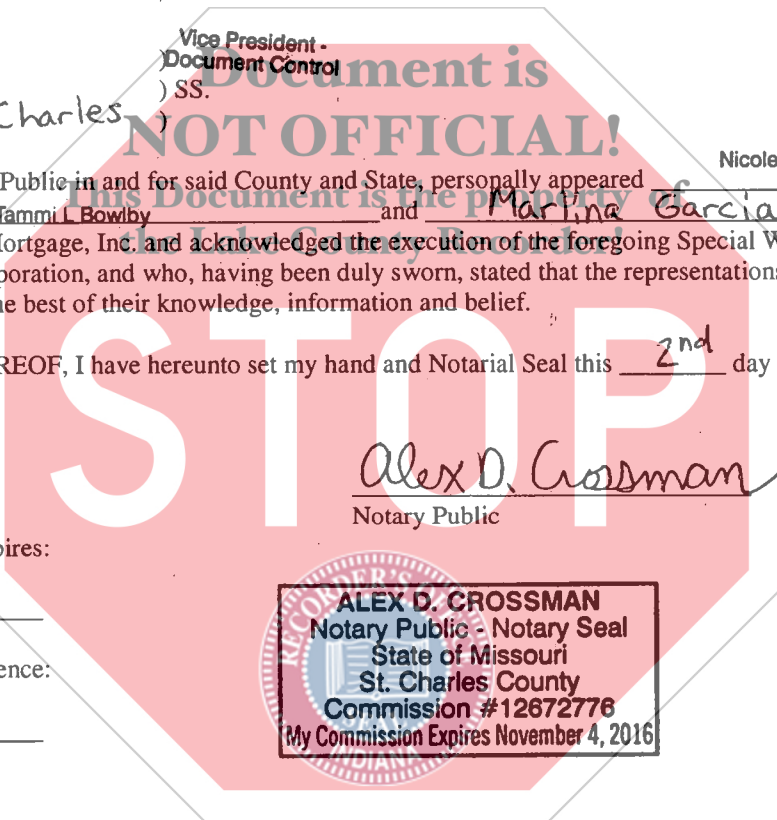 Vice President -
)Document Control
) SS.
Charles )
Document is
NOT OFFICIAL!
This Document is the property of
the Lake County Recorder!
Nicole
Public in and for said County and State, personally appeared
Tammi L Bowlby and Martina Garcia
ortgage, Inc. and acknowledged the execution of the foregoing Special W
poration, and who, having been duly sworn, stated that the representations
e best of their knowledge, information and belief.
REOF, I have hereunto set my hand and Notarial Seal this 2nd day
STOP
Alex D. Crossman
Notary Public
pires:
ence:
RECORDER'S OFFICE
SEAL
INDIANA
ALEX D. CROSSMAN
Notary Public - Notary Seal
State of Missouri
St. Charles County
Commission #12672776
My Commission Expires November 4, 2016